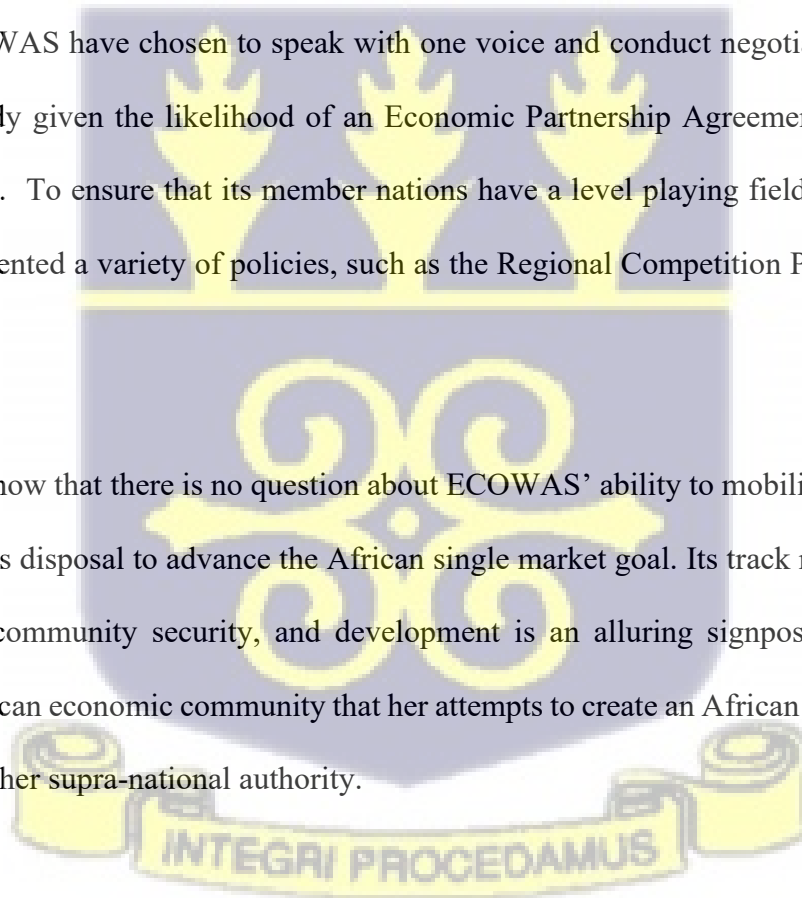 WAS have chosen to speak with one voice and conduct negotia
dy given the likelihood of an Economic Partnership Agreemen
. To ensure that its member nations have a level playing field
ented a variety of policies, such as the Regional Competition P
now that there is no question about ECOWAS’ ability to mobili
s disposal to advance the African single market goal. Its track r
community security, and development is an alluring signpos
can economic community that her attempts to create an African
her supra-national authority.
INTEGRI PROCEDAMUS